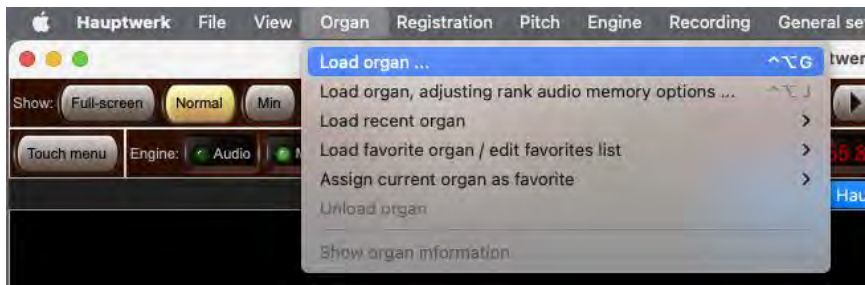 Hauptwerk File View Organ Registration Pitch Engine Recording General se
Load organ ... ^⌥G
Load organ, adjusting rank audio memory options ... ^⌥J
Load recent organ >
Load favorite organ / edit favorites list >
Assign current organ as favorite >
Unload organ
Show organ information
twer
Show: Full-screen Normal Min
Touch menu Engine: Audio
Hau